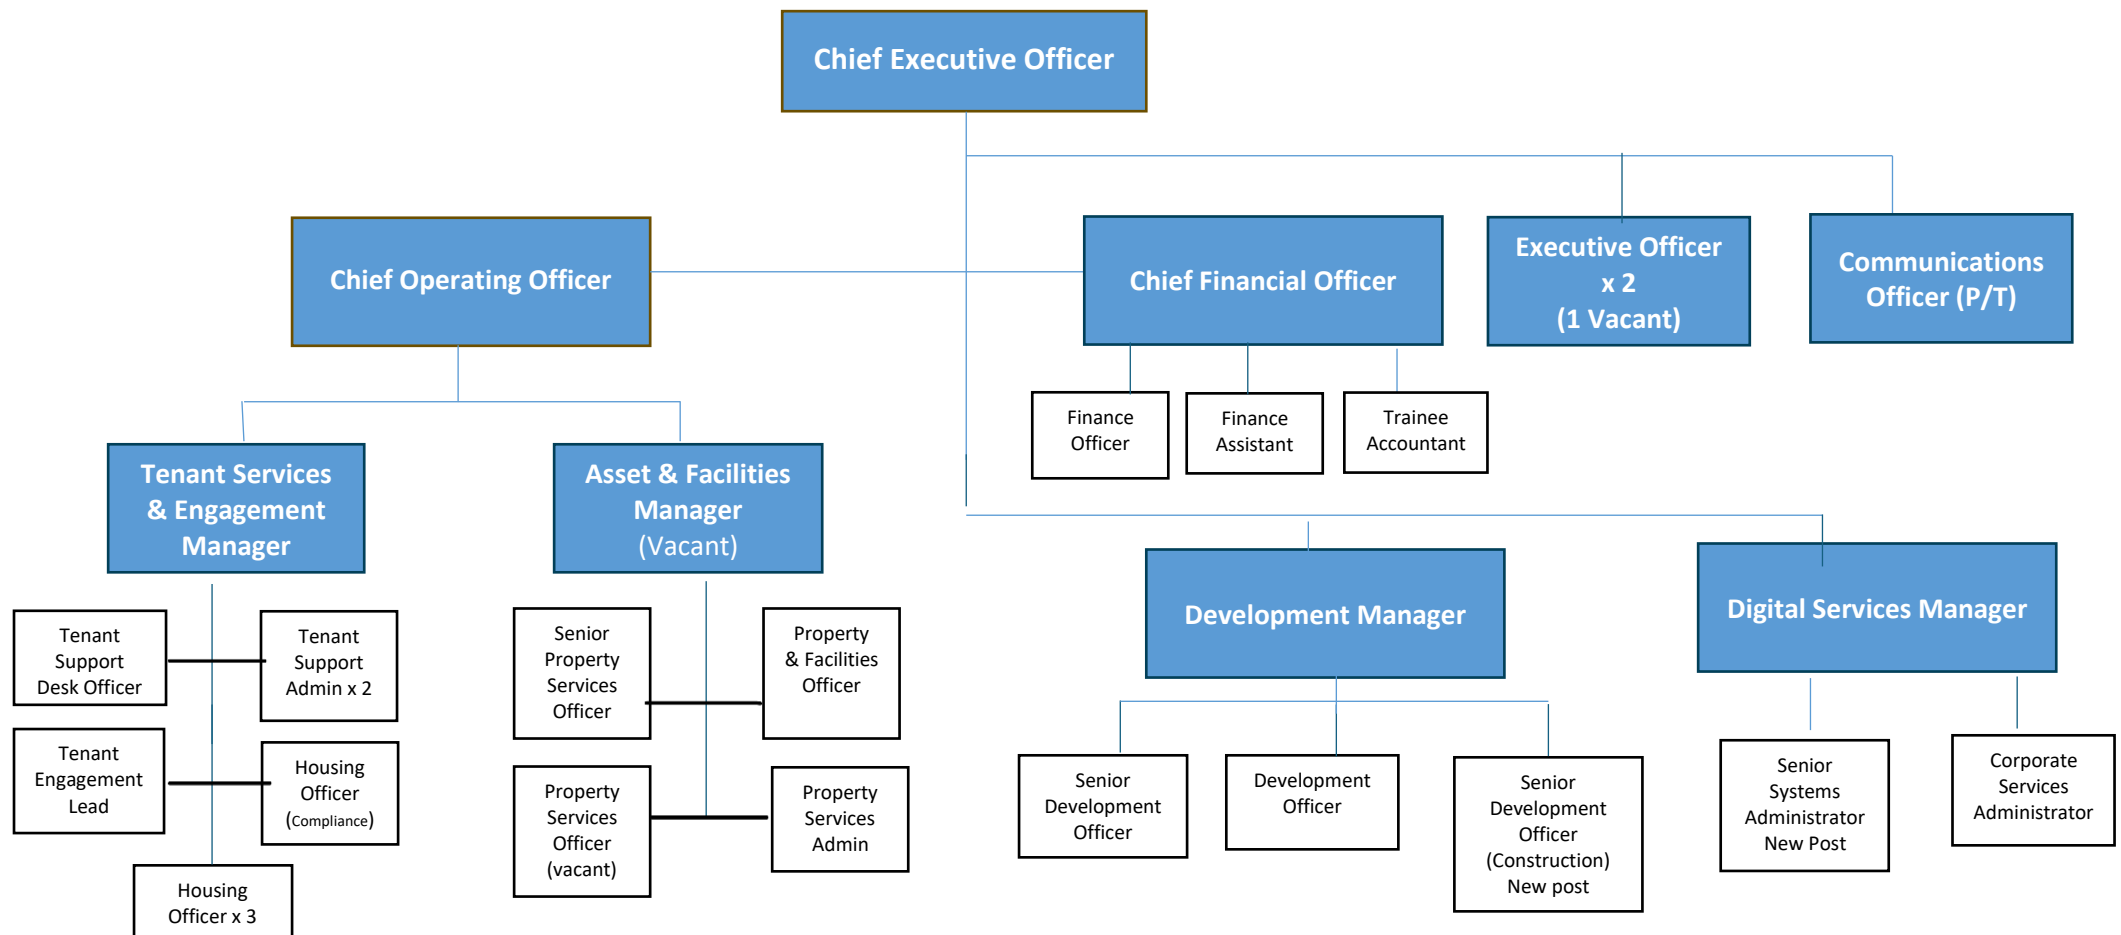 Chief Executive Officer
Chief Operating Officer
Chief Financial Officer
Executive Officer
x 2
(1 Vacant)
Communications
Officer (P/T)
Finance
Officer
Finance
Assistant
Trainee
Accountant
Tenant Services
& Engagement
Manager
Asset & Facilities
Manager
(Vacant)
Development Manager
Digital Services Manager
Tenant
Support
Desk Officer
Tenant
Support
Admin x 2
Tenant
Engagement
Lead
Housing
Officer
(Compliance)
Housing
Officer x 3
Senior
Property
Services
Officer
Property
& Facilities
Officer
Property
Services
Officer
(vacant)
Property
Services
Admin
Senior
Development
Officer
Development
Officer
Senior
Development
Officer
(Construction)
New post
Senior
Systems
Administrator
New Post
Corporate
Services
Administrator